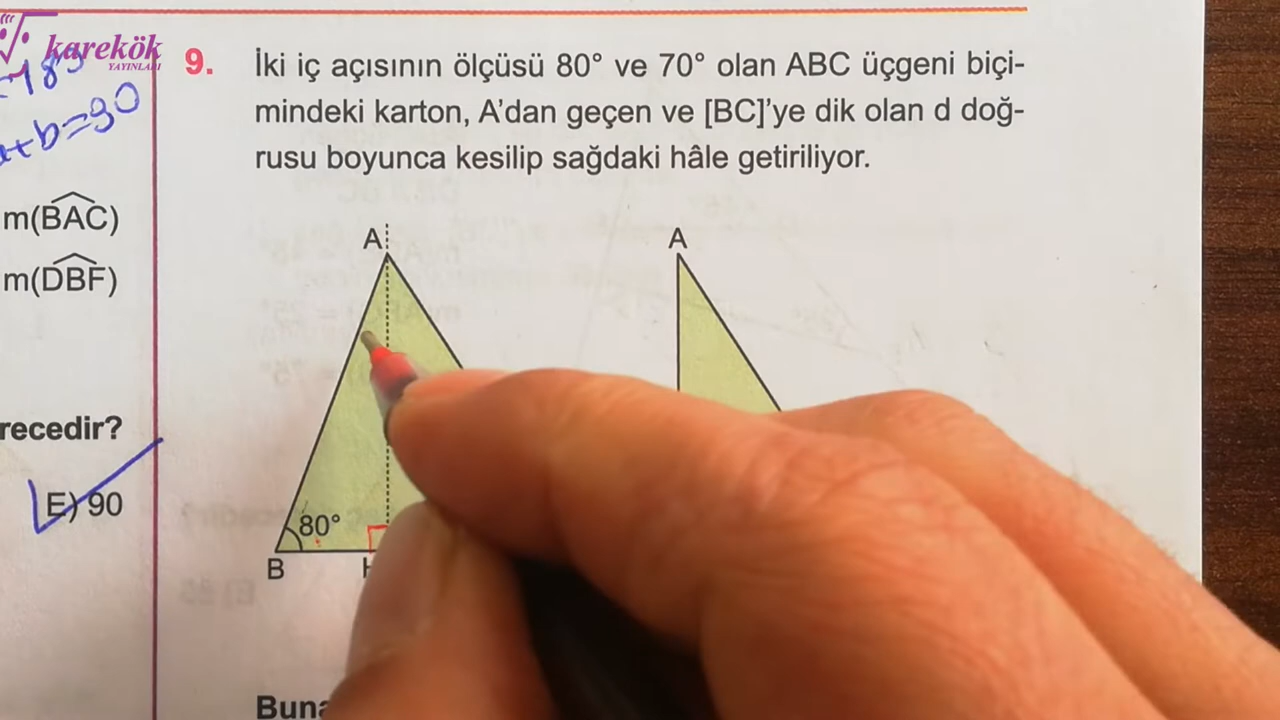 karekök
YAYINLARI
a+b=90
m(BAC)
m(DBF)
recedir?
E) 90
9. İki iç açısının ölçüsü 80° ve 70° olan ABC üçgeni biçi-
mindeki karton, A'dan geçen ve [BC]'ye dik olan d doğ-
rusu boyunca kesilip sağdaki hâle getiriliyor.
A
A
80°
B
H